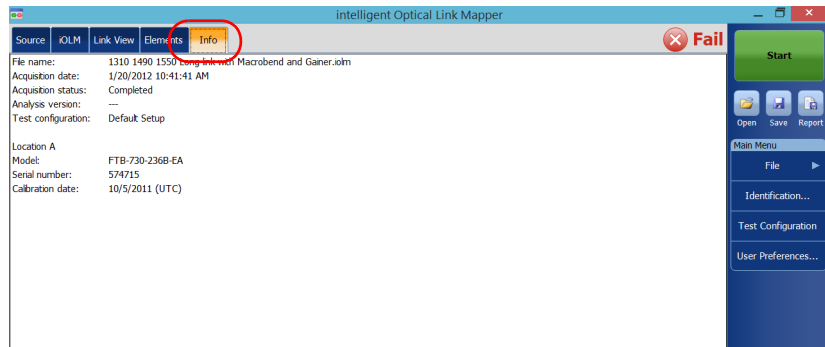 intelligent Optical Link Mapper
Source iOLM Link View Elements Info
Fail
File name: 1310 1490 1550 Long link with Macrobend and Gainer.iolm
Acquisition date: 1/20/2012 10:41:41 AM
Acquisition status: Completed
Analysis version: ---
Test configuration: Default Setup
Location A
Model: FTB-730-236B-EA
Serial number: 574715
Calibration date: 10/5/2011 (UTC)
Start
Open Save Report
Main Menu
File
Identification...
Test Configuration
User Preferences...